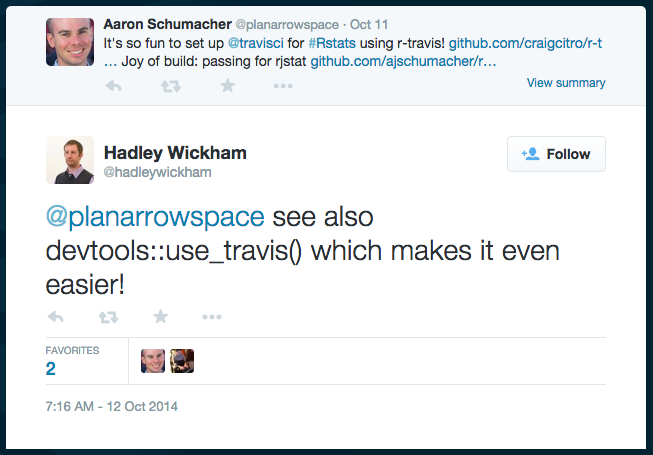 Aaron Schumacher @planarrowspace · Oct 11
It's so fun to set up @travisci for #Rstats using r-travis! github.com/craigcitro/r-t
… Joy of build: passing for rjstat github.com/ajschumacher/r…
View summary
Hadley Wickham
@hadleywickham
Follow
@planarrowspace see also
devtools::use_travis() which makes it even
easier!
FAVORITES
2
7:16 AM - 12 Oct 2014